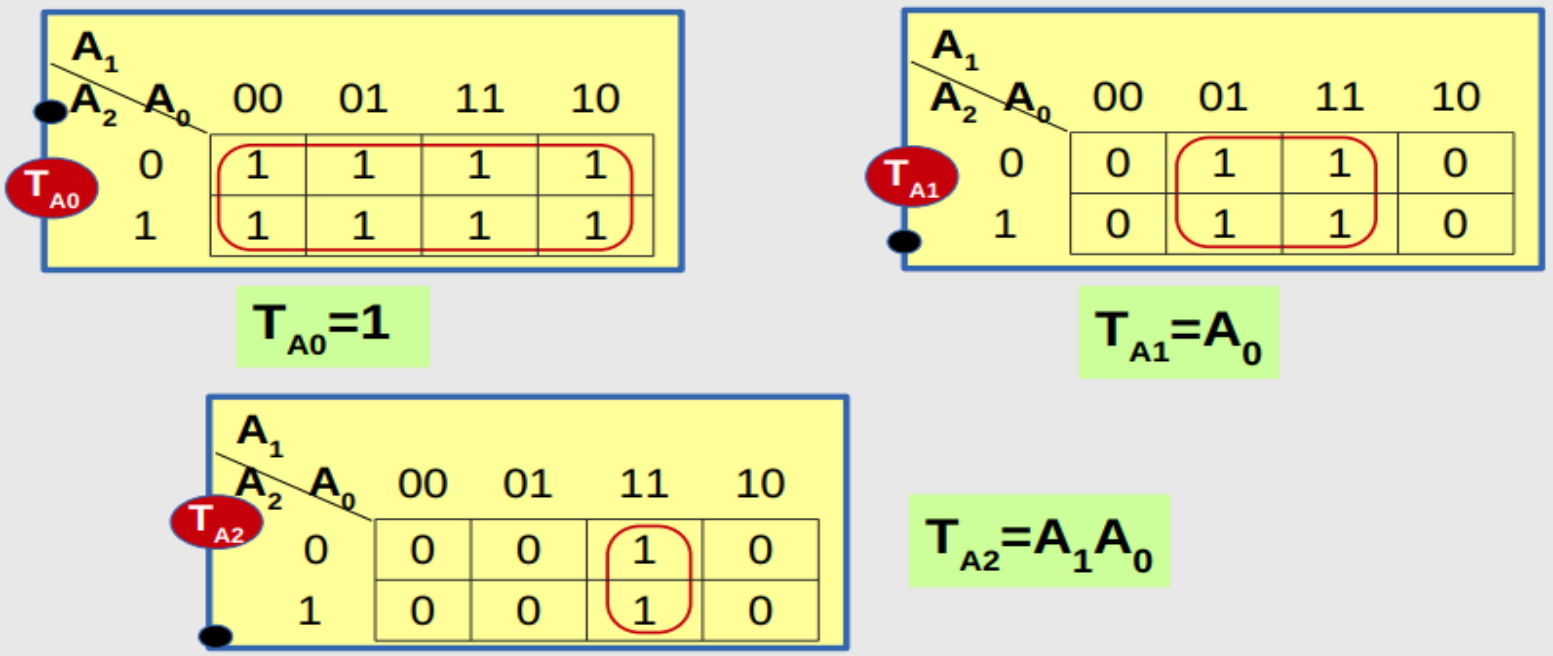 A1
A2 A0 00 01 11 10
TA0
0 1 1 1 1
1 1 1 1 1
TA0=1
A1
A2 A0 00 01 11 10
TA1
0 0 1 1 0
1 0 1 1 0
TA1=A0
A1
A2 A0 00 01 11 10
TA2
0 0 0 1 0
1 0 0 1 0
TA2=A1A0